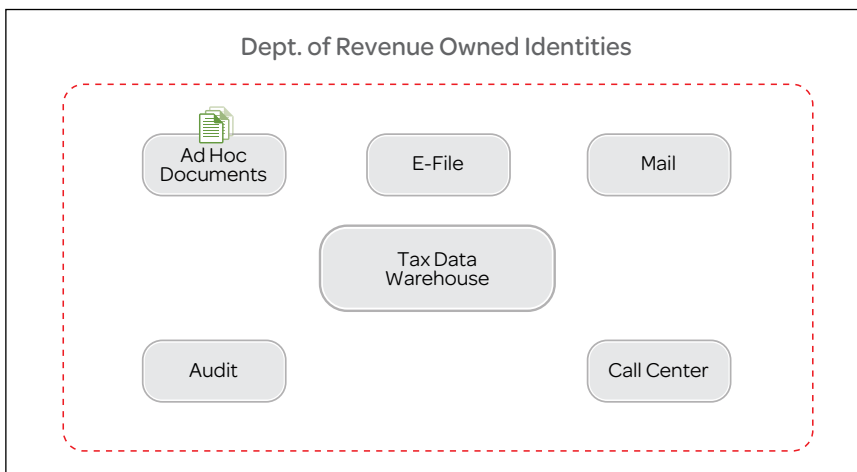 Dept. of Revenue Owned Identities
Ad Hoc
Documents
E-File
Mail
Tax Data
Warehouse
Audit
Call Center